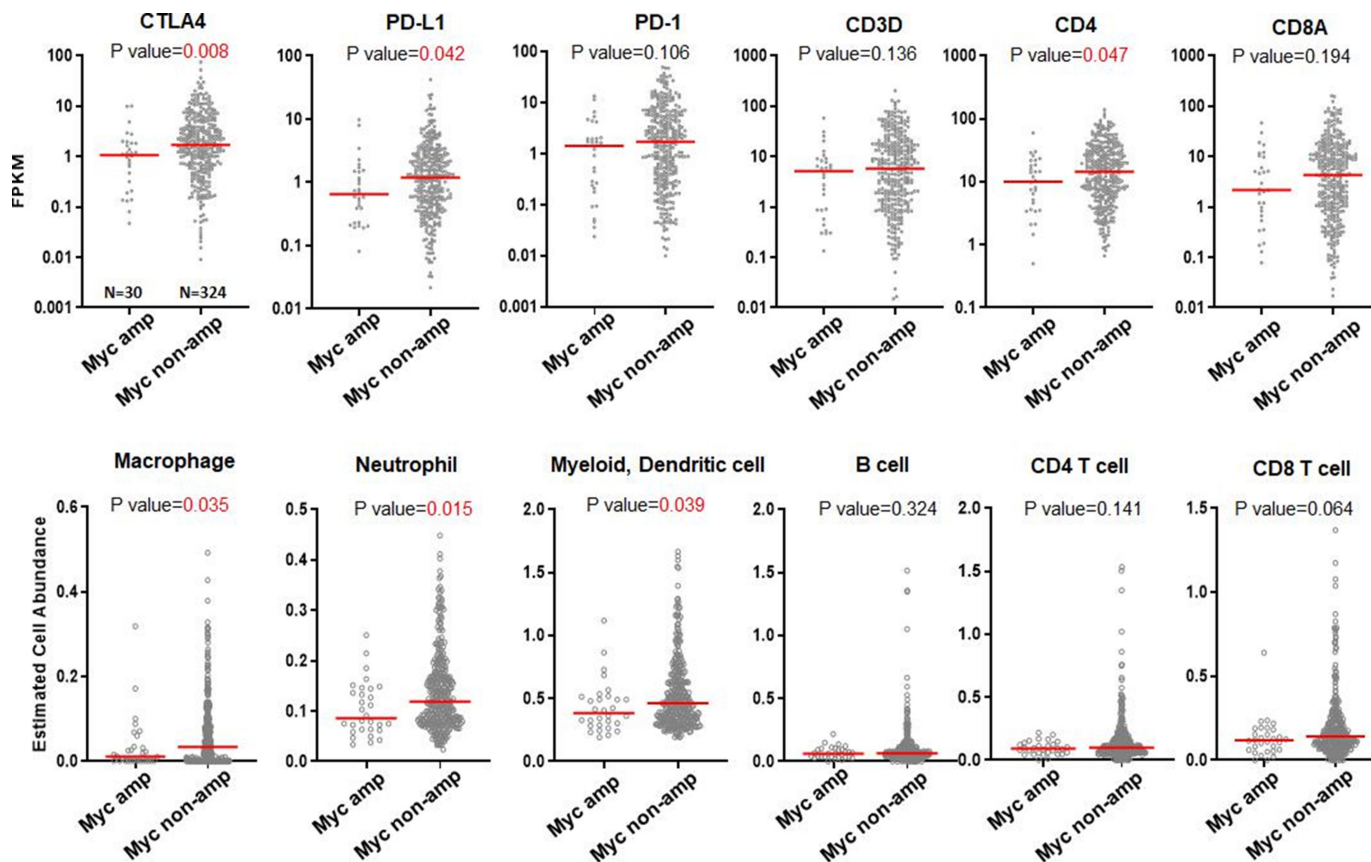 CTLA4 PD-L1 PD-1 CD3D CD4 CD8A
P value=0.008 P value=0.042 P value=0.106 P value=0.136 P value=0.047 P value=0.194
FPKM
100 10 1 0.1 0.01 0.001
N=30 N=324
100 10 1 0.1 0.01
100 10 1 0.1 0.01 0.001
1000 100 10 1 0.1 0.01
1000 100 10 1 0.1
1000 100 10 1 0.1 0.01
Myc amp Myc non-amp Myc amp Myc non-amp Myc amp Myc non-amp Myc amp Myc non-amp Myc amp Myc non-amp Myc amp Myc non-amp
Macrophage Neutrophil Myeloid, Dendritic cell B cell CD4 T cell CD8 T cell
P value=0.035 P value=0.015 P value=0.039 P value=0.324 P value=0.141 P value=0.064
Estimated Cell Abundance
0.6 0.4 0.2 0.0
0.5 0.4 0.3 0.2 0.1 0.0
2.0 1.5 1.0 0.5 0.0
2.0 1.5 1.0 0.5 0.0
2.0 1.5 1.0 0.5 0.0
1.5 1.0 0.5 0.0
Myc amp Myc non-amp Myc amp Myc non-amp Myc amp Myc non-amp Myc amp Myc non-amp Myc amp Myc non-amp Myc amp Myc non-amp